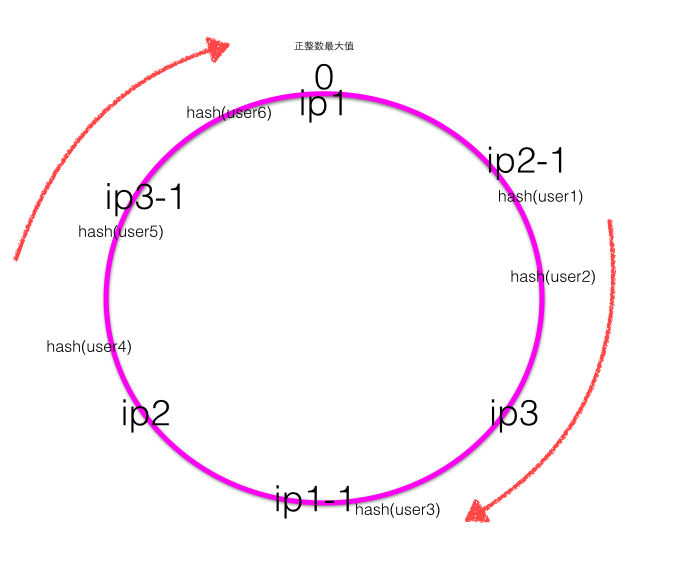 正整数最大值
0
ip1
hash(user6)
ip2-1
ip3-1
hash(user1)
hash(user5)
hash(user2)
hash(user4)
ip2
ip3
ip1-1
hash(user3)